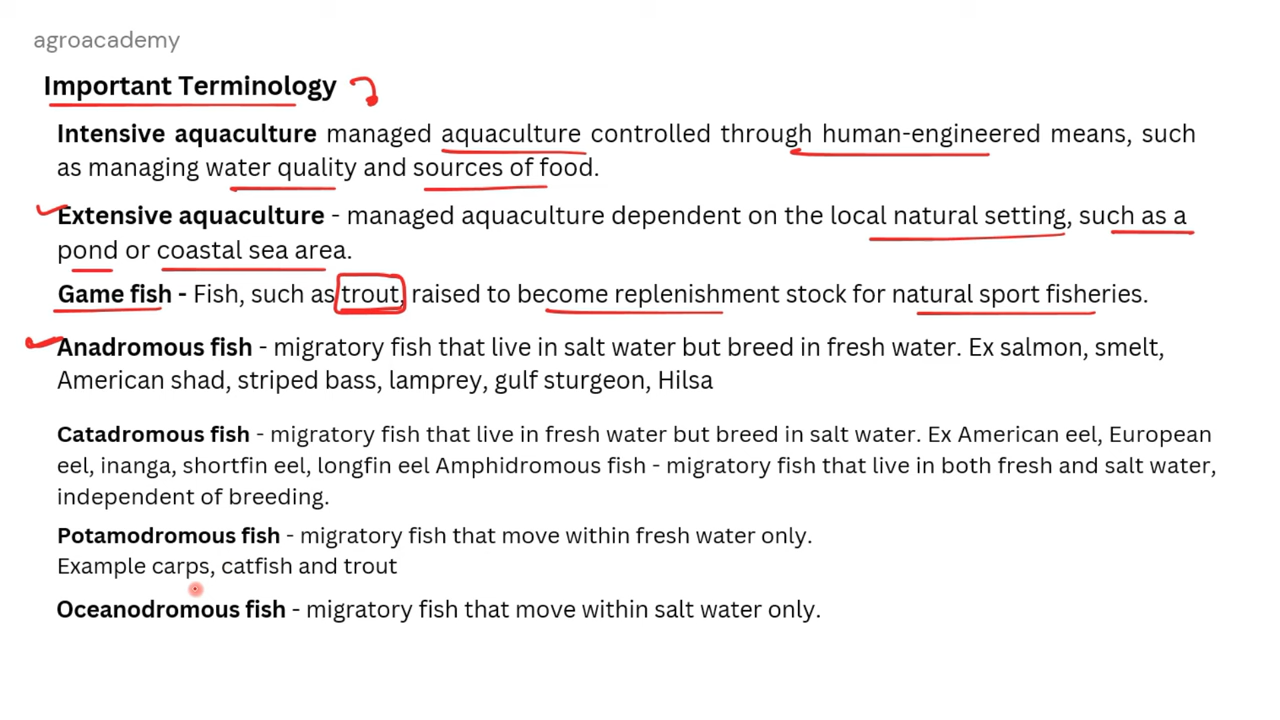 agroacademy
Important Terminology
Intensive aquaculture managed aquaculture controlled through human-engineered means, such
as managing water quality and sources of food.
Extensive aquaculture - managed aquaculture dependent on the local natural setting, such as a
pond or coastal sea area.
Game fish - Fish, such as trout, raised to become replenishment stock for natural sport fisheries.
Anadromous fish - migratory fish that live in salt water but breed in fresh water. Ex salmon, smelt,
American shad, striped bass, lamprey, gulf sturgeon, Hilsa
Catadromous fish - migratory fish that live in fresh water but breed in salt water. Ex American eel, European
eel, inanga, shortfin eel, longfin eel Amphidromous fish - migratory fish that live in both fresh and salt water,
independent of breeding.
Potamodromous fish - migratory fish that move within fresh water only.
Example carps, catfish and trout
Oceanodromous fish - migratory fish that move within salt water only.